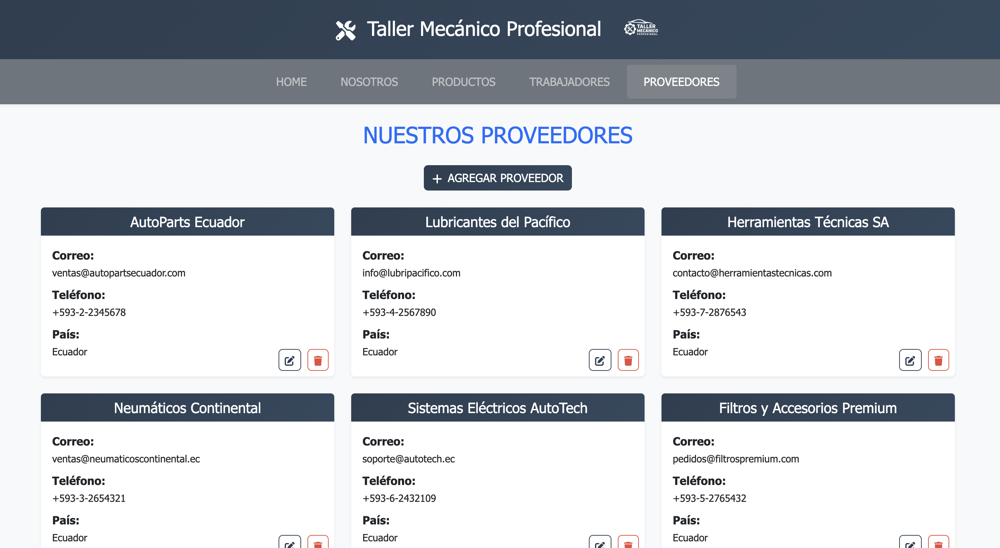 Taller Mecánico Profesional
TALLER
MECÁNICO
PROFESIONAL
HOME NOSOTROS PRODUCTOS TRABAJADORES PROVEEDORES
NUESTROS PROVEEDORES
+ AGREGAR PROVEEDOR
AutoParts Ecuador
Correo:
ventas@autopartsecuador.com
Teléfono:
+593-2-2345678
País:
Ecuador
Lubricantes del Pacífico
Correo:
info@lubripacifico.com
Teléfono:
+593-4-2567890
País:
Ecuador
Herramientas Técnicas SA
Correo:
contacto@herramientastecnicas.com
Teléfono:
+593-7-2876543
País:
Ecuador
Neumáticos Continental
Correo:
ventas@neumaticoscontinental.ec
Teléfono:
+593-3-2654321
País:
Ecuador
Sistemas Eléctricos AutoTech
Correo:
soporte@autotech.ec
Teléfono:
+593-6-2432109
País:
Ecuador
Filtros y Accesorios Premium
Correo:
pedidos@filtrospremium.com
Teléfono:
+593-5-2765432
País:
Ecuador